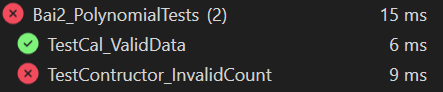 Bai2_PolynomialTests (2) 15 ms
TestCal_ValidData 6 ms
TestContructor_InvalidCount 9 ms